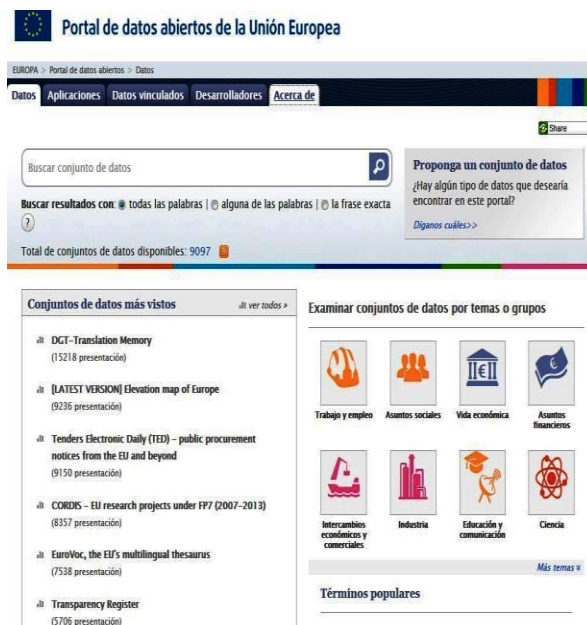 Portal de datos abiertos de la Unión Europea
EUROPA > Portal de datos abiertos > Datos
Datos Aplicaciones Datos vinculados Desarrolladores Acerca de
Share
Buscar conjunto de datos
Buscar resultados con: todas las palabras | alguna de las palabras | la frase exacta
?
Total de conjuntos de datos disponibles: 9097
Proponga un conjunto de datos
¿Hay algún tipo de datos que desearía
encontrar en este portal?
Díganos cuáles>>
Conjuntos de datos más vistos
ver todos »
DGT-Translation Memory
(15218 presentación)
[LATEST VERSION] Elevation map of Europe
(9236 presentación)
Tenders Electronic Daily (TED) – public procurement
notices from the EU and beyond
(9150 presentación)
CORDIS – EU research projects under FP7 (2007-2013)
(8357 presentación)
EuroVoc, the EU's multilingual thesaurus
(7538 presentación)
Transparency Register
(5706 presentación)
Examinar conjuntos de datos por temas o grupos
Trabajo y empleo
Asuntos sociales
Vida económica
Asuntos
financieros
Intercambios
económicos y
comerciales
Industria
Educación y
comunicación
Ciencia
Más temas
Términos populares